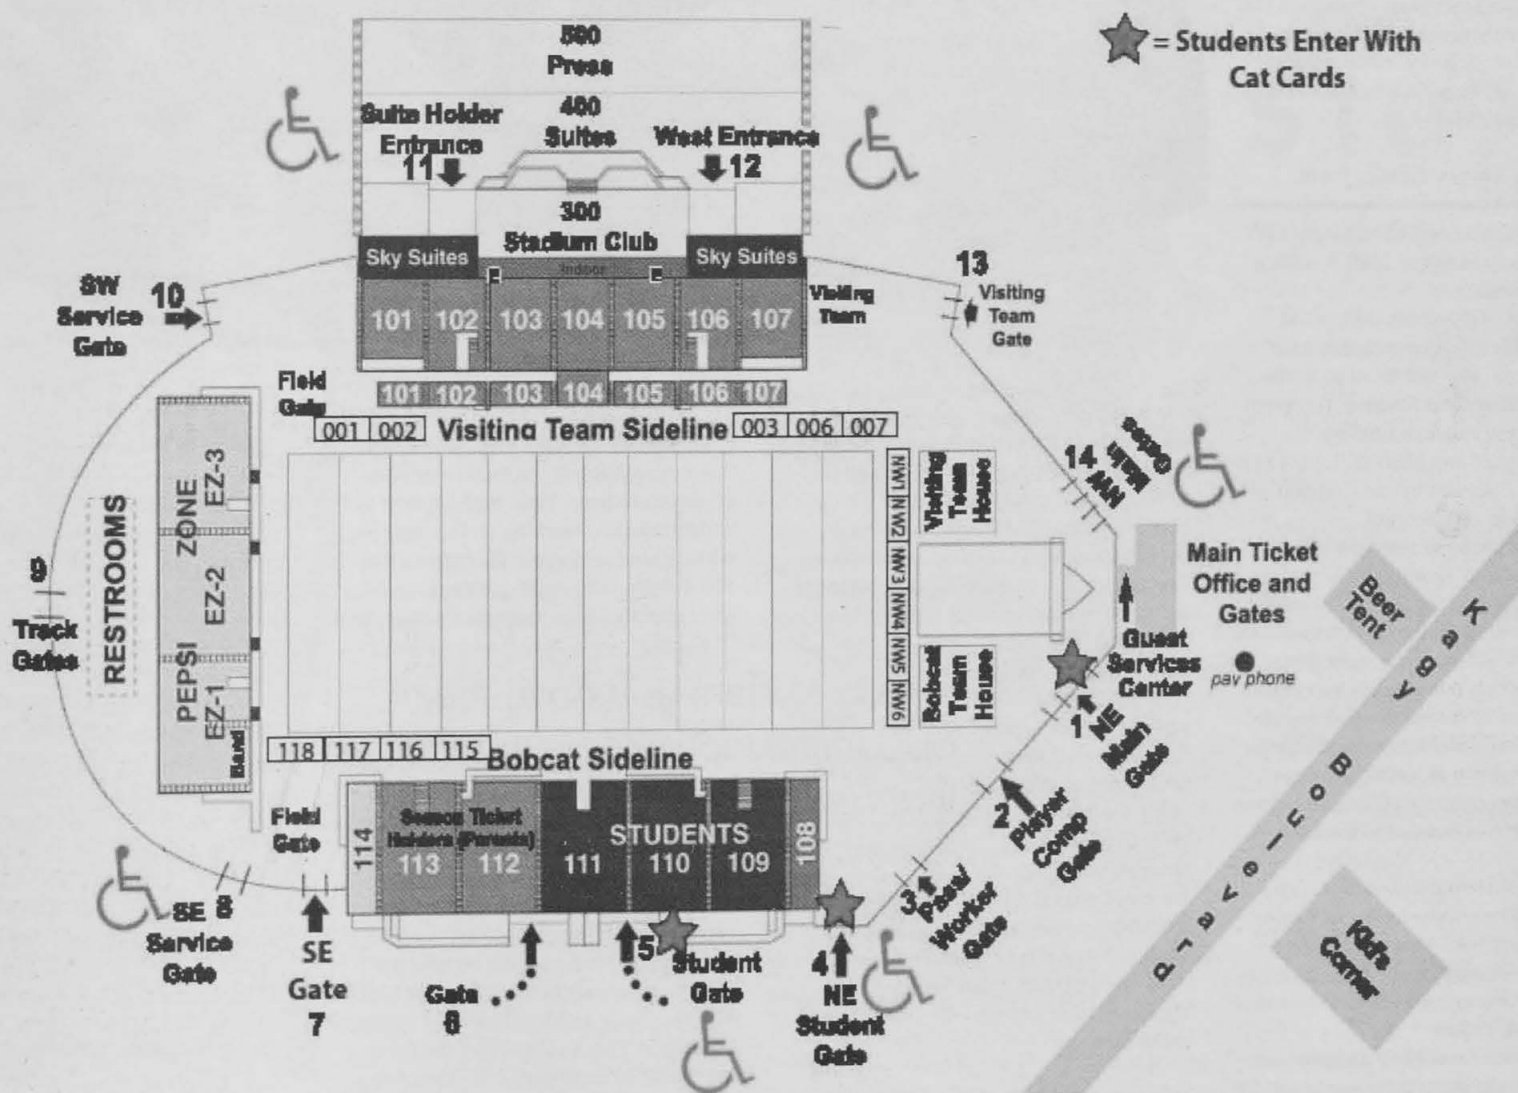 = Students Enter With
Cat Cards
500
Press
400
Suites
Suite Holder
Entrance
11
West Entrance
12
300
Stadium Club
Sky Suites
Sky Suites
Indoor
E
E
SW
Service
Gate
10
101
102
103
104
105
106
107
Visiting
Team
13
Visiting
Team
Gate
Field
Gate
101
102
103
104
105
106
107
001
002
Visiting Team Sideline
003
006
007
14
NW
Main
Gates
PEPSI ZONE
EZ-3
EZ-2
EZ-1
Band
RESTROOMS
9
Track
Gates
NW1
NW2
NW3
NW4
NW5
NW6
Visiting
Team
House
Bobcat
Team
House
Main Ticket
Office and
Gates
Guest
Services
Center
pay phone
Beer
Tent
Kagy Boulevard
Kid's
Corner
1
NE
Main
Gate
2
Player
Comp
Gate
3
Pass/
Worker
Gate
118
117
116
115
Bobcat Sideline
Field
Gate
114
Season Ticket
Holders (Parents)
113
112
STUDENTS
111
110
109
108
SE 8
Service
Gate
SE
Gate
7
Gate
6
5
Student
Gate
4
NE
Student
Gate